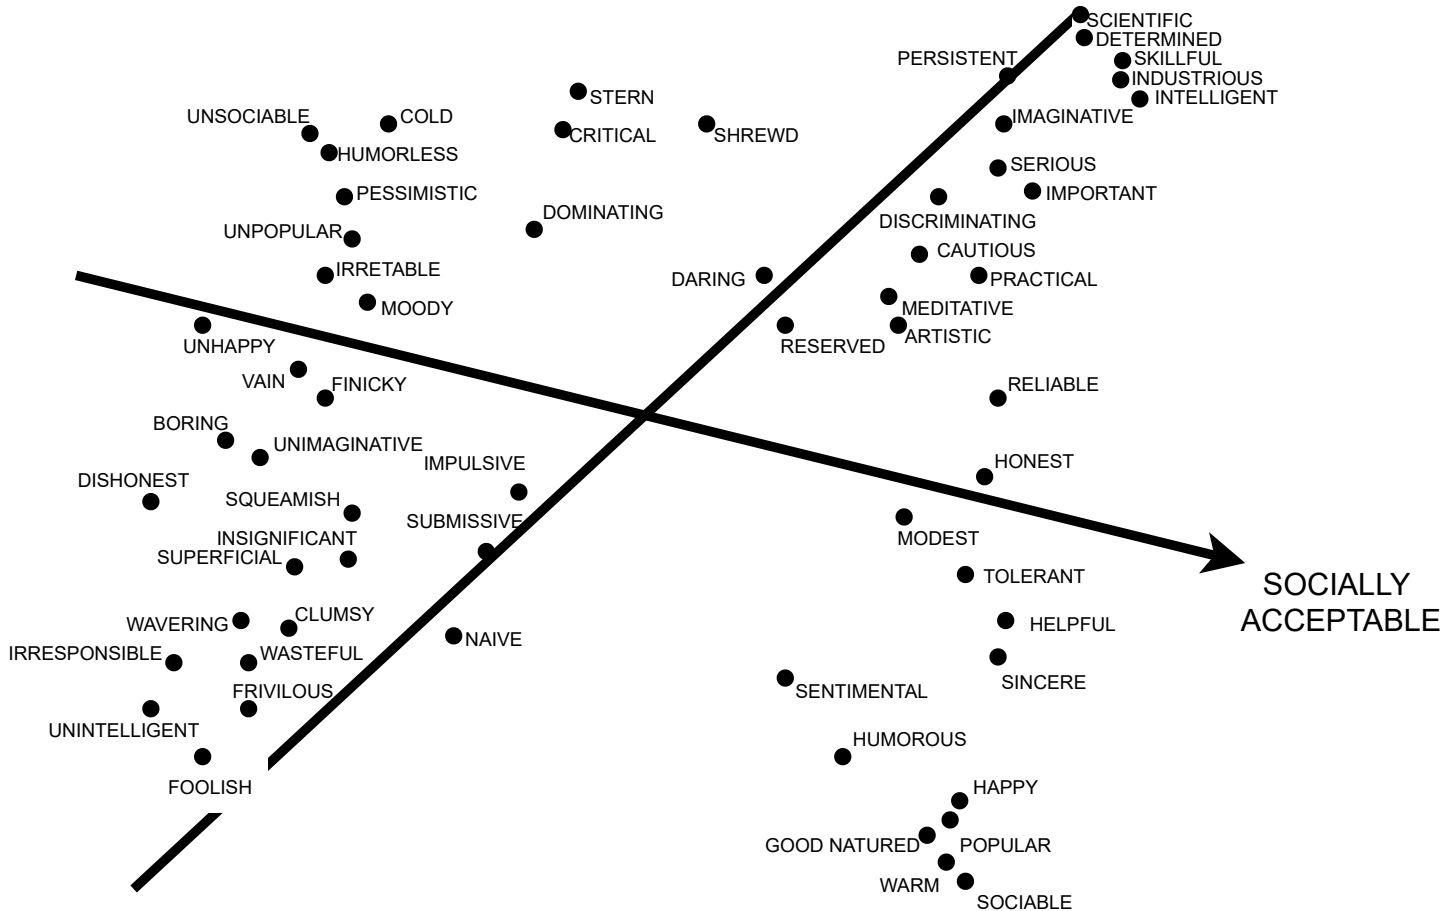 SCIENTIFIC
DETERMINED
PERSISTENT
SKILLFUL
INDUSTRIOUS
INTELLIGENT
STERN
UNSOCIABLE
COLD
IMAGINATIVE
CRITICAL
SHREWD
HUMORLESS
SERIOUS
PESSIMISTIC
IMPORTANT
DOMINATING
DISCRIMINATING
UNPOPULAR
CAUTIOUS
IRRETABLE
DARING
PRACTICAL
MOODY
MEDITATIVE
ARTISTIC
UNHAPPY
RESERVED
VAIN
FINICKY
RELIABLE
BORING
UNIMAGINATIVE
IMPULSIVE
HONEST
DISHONEST
SQUEAMISH
SUBMISSIVE
INSIGNIFICANT
MODEST
SUPERFICIAL
TOLERANT
SOCIALLY
ACCEPTABLE
CLUMSY
WAVERING
HELPFUL
NAIVE
IRRESPONSIBLE
WASTEFUL
SINCERE
FRIVILOUS
SENTIMENTAL
UNINTELLIGENT
HUMOROUS
FOOLISH
HAPPY
GOOD NATURED
POPULAR
WARM
SOCIABLE